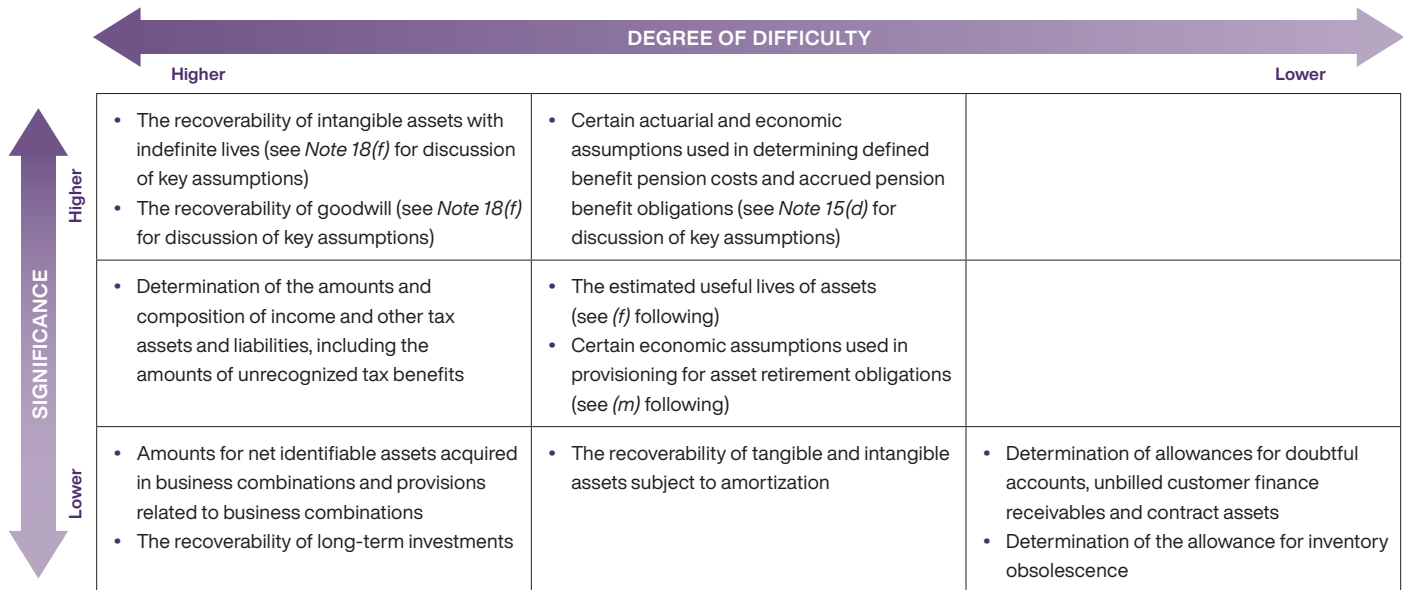 DEGREE OF DIFFICULTY
Higher
Lower
SIGNIFICANCE
Higher
Lower
• The recoverability of intangible assets with
indefinite lives (see Note 18(f) for discussion
of key assumptions)
• The recoverability of goodwill (see Note 18(f)
for discussion of key assumptions)
• Certain actuarial and economic
assumptions used in determining defined
benefit pension costs and accrued pension
benefit obligations (see Note 15(d) for
discussion of key assumptions)
• Determination of the amounts and
composition of income and other tax
assets and liabilities, including the
amounts of unrecognized tax benefits
• The estimated useful lives of assets
(see (f) following)
• Certain economic assumptions used in
provisioning for asset retirement obligations
(see (m) following)
• Amounts for net identifiable assets acquired
in business combinations and provisions
related to business combinations
• The recoverability of long-term investments
• The recoverability of tangible and intangible
assets subject to amortization
• Determination of allowances for doubtful
accounts, unbilled customer finance
receivables and contract assets
• Determination of the allowance for inventory
obsolescence